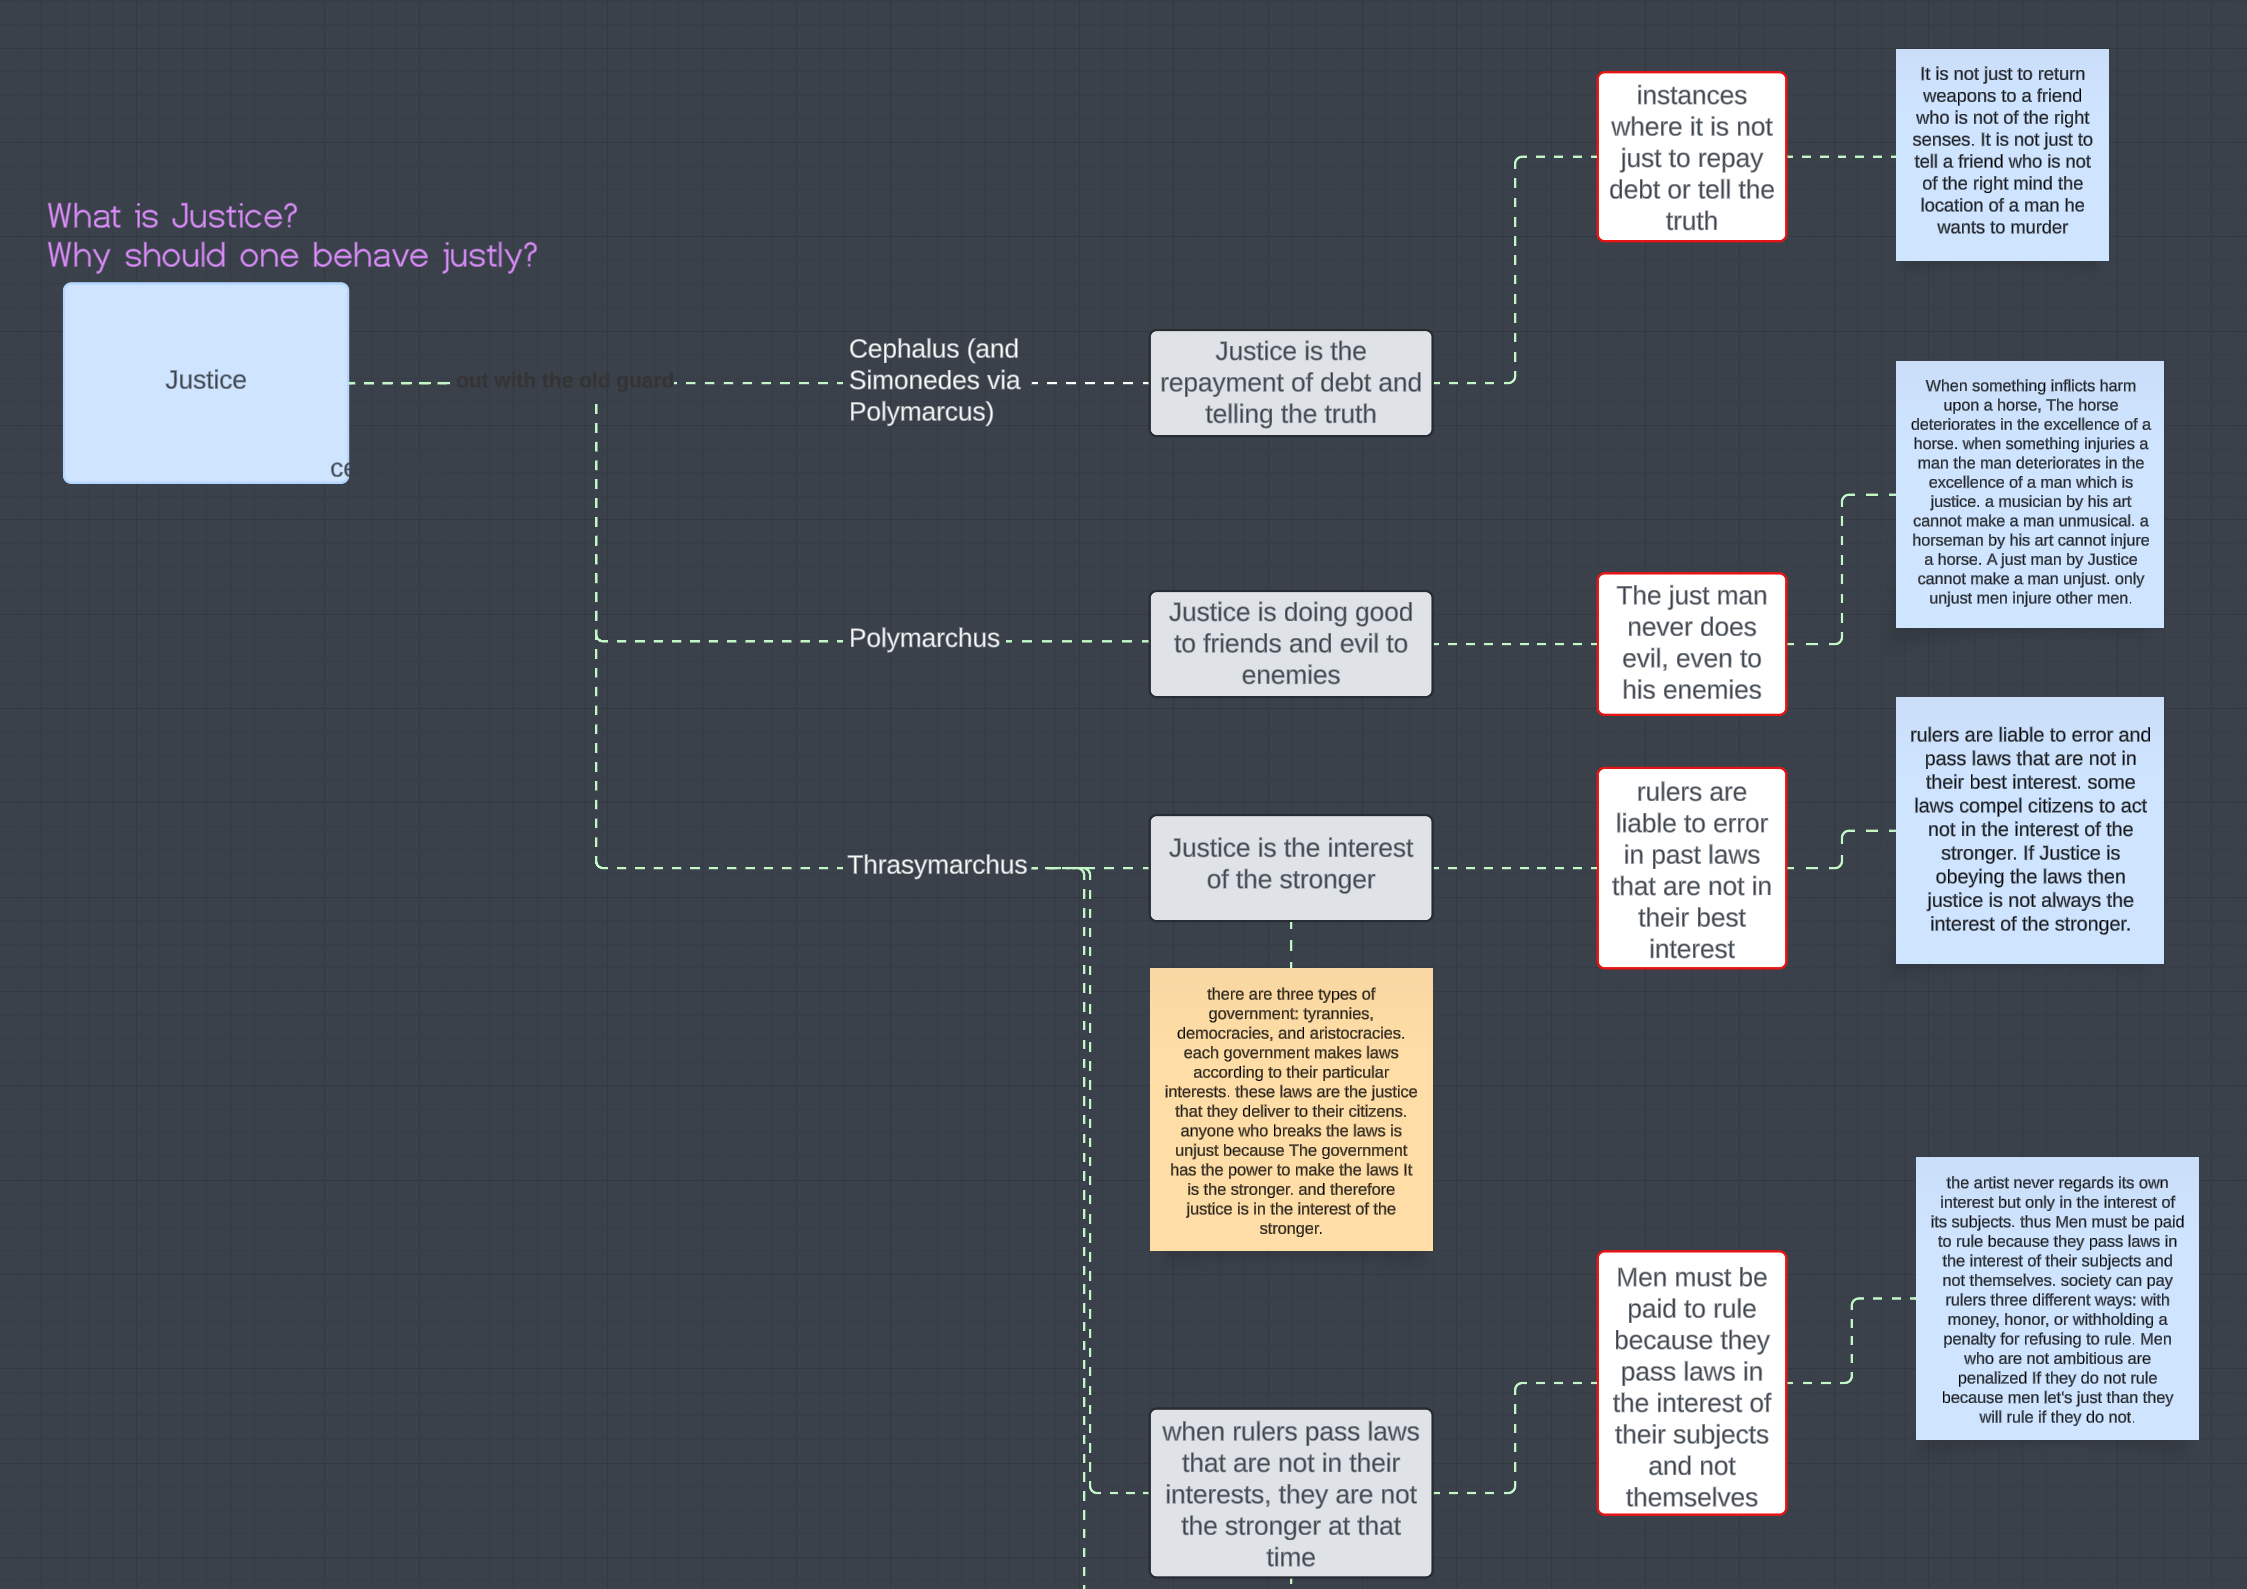 What is Justice?
Why should one behave justly?
Justice
ce
out with the old guard
Cephalus (and
Simonedes via
Polymarcus)
Justice is the
repayment of debt and
telling the truth
instances
where it is not
just to repay
debt or tell the
truth
It is not just to return
weapons to a friend
who is not of the right
senses. It is not just to
tell a friend who is not
of the right mind the
location of a man he
wants to murder
Polymarchus
Justice is doing good
to friends and evil to
enemies
The just man
never does
evil, even to
his enemies
When something inflicts harm
upon a horse, The horse
deteriorates in the excellence of a
horse. when something injuries a
man the man deteriorates in the
excellence of a man which is
justice. a musician by his art
cannot make a man unmusical. a
horseman by his art cannot injure
a horse. A just man by Justice
cannot make a man unjust. only
unjust men injure other men.
Thrasymarchus
Justice is the interest
of the stronger
rulers are
liable to error
in past laws
that are not in
their best
interest
rulers are liable to error and
pass laws that are not in
their best interest. some
laws compel citizens to act
not in the interest of the
stronger. If Justice is
obeying the laws then
justice is not always the
interest of the stronger.
there are three types of
government: tyrannies,
democracies, and aristocracies.
each government makes laws
according to their particular
interests. these laws are the justice
that they deliver to their citizens.
anyone who breaks the laws is
unjust because The government
has the power to make the laws It
is the stronger. and therefore
justice is in the interest of the
stronger.
when rulers pass laws
that are not in their
interests, they are not
the stronger at that
time
Men must be
paid to rule
because they
pass laws in
the interest of
their subjects
and not
themselves
the artist never regards its own
interest but only in the interest of
its subjects. thus Men must be paid
to rule because they pass laws in
the interest of their subjects and
not themselves. society can pay
rulers three different ways: with
money, honor, or withholding a
penalty for refusing to rule. Men
who are not ambitious are
penalized If they do not rule
because men let's just than they
will rule if they do not.